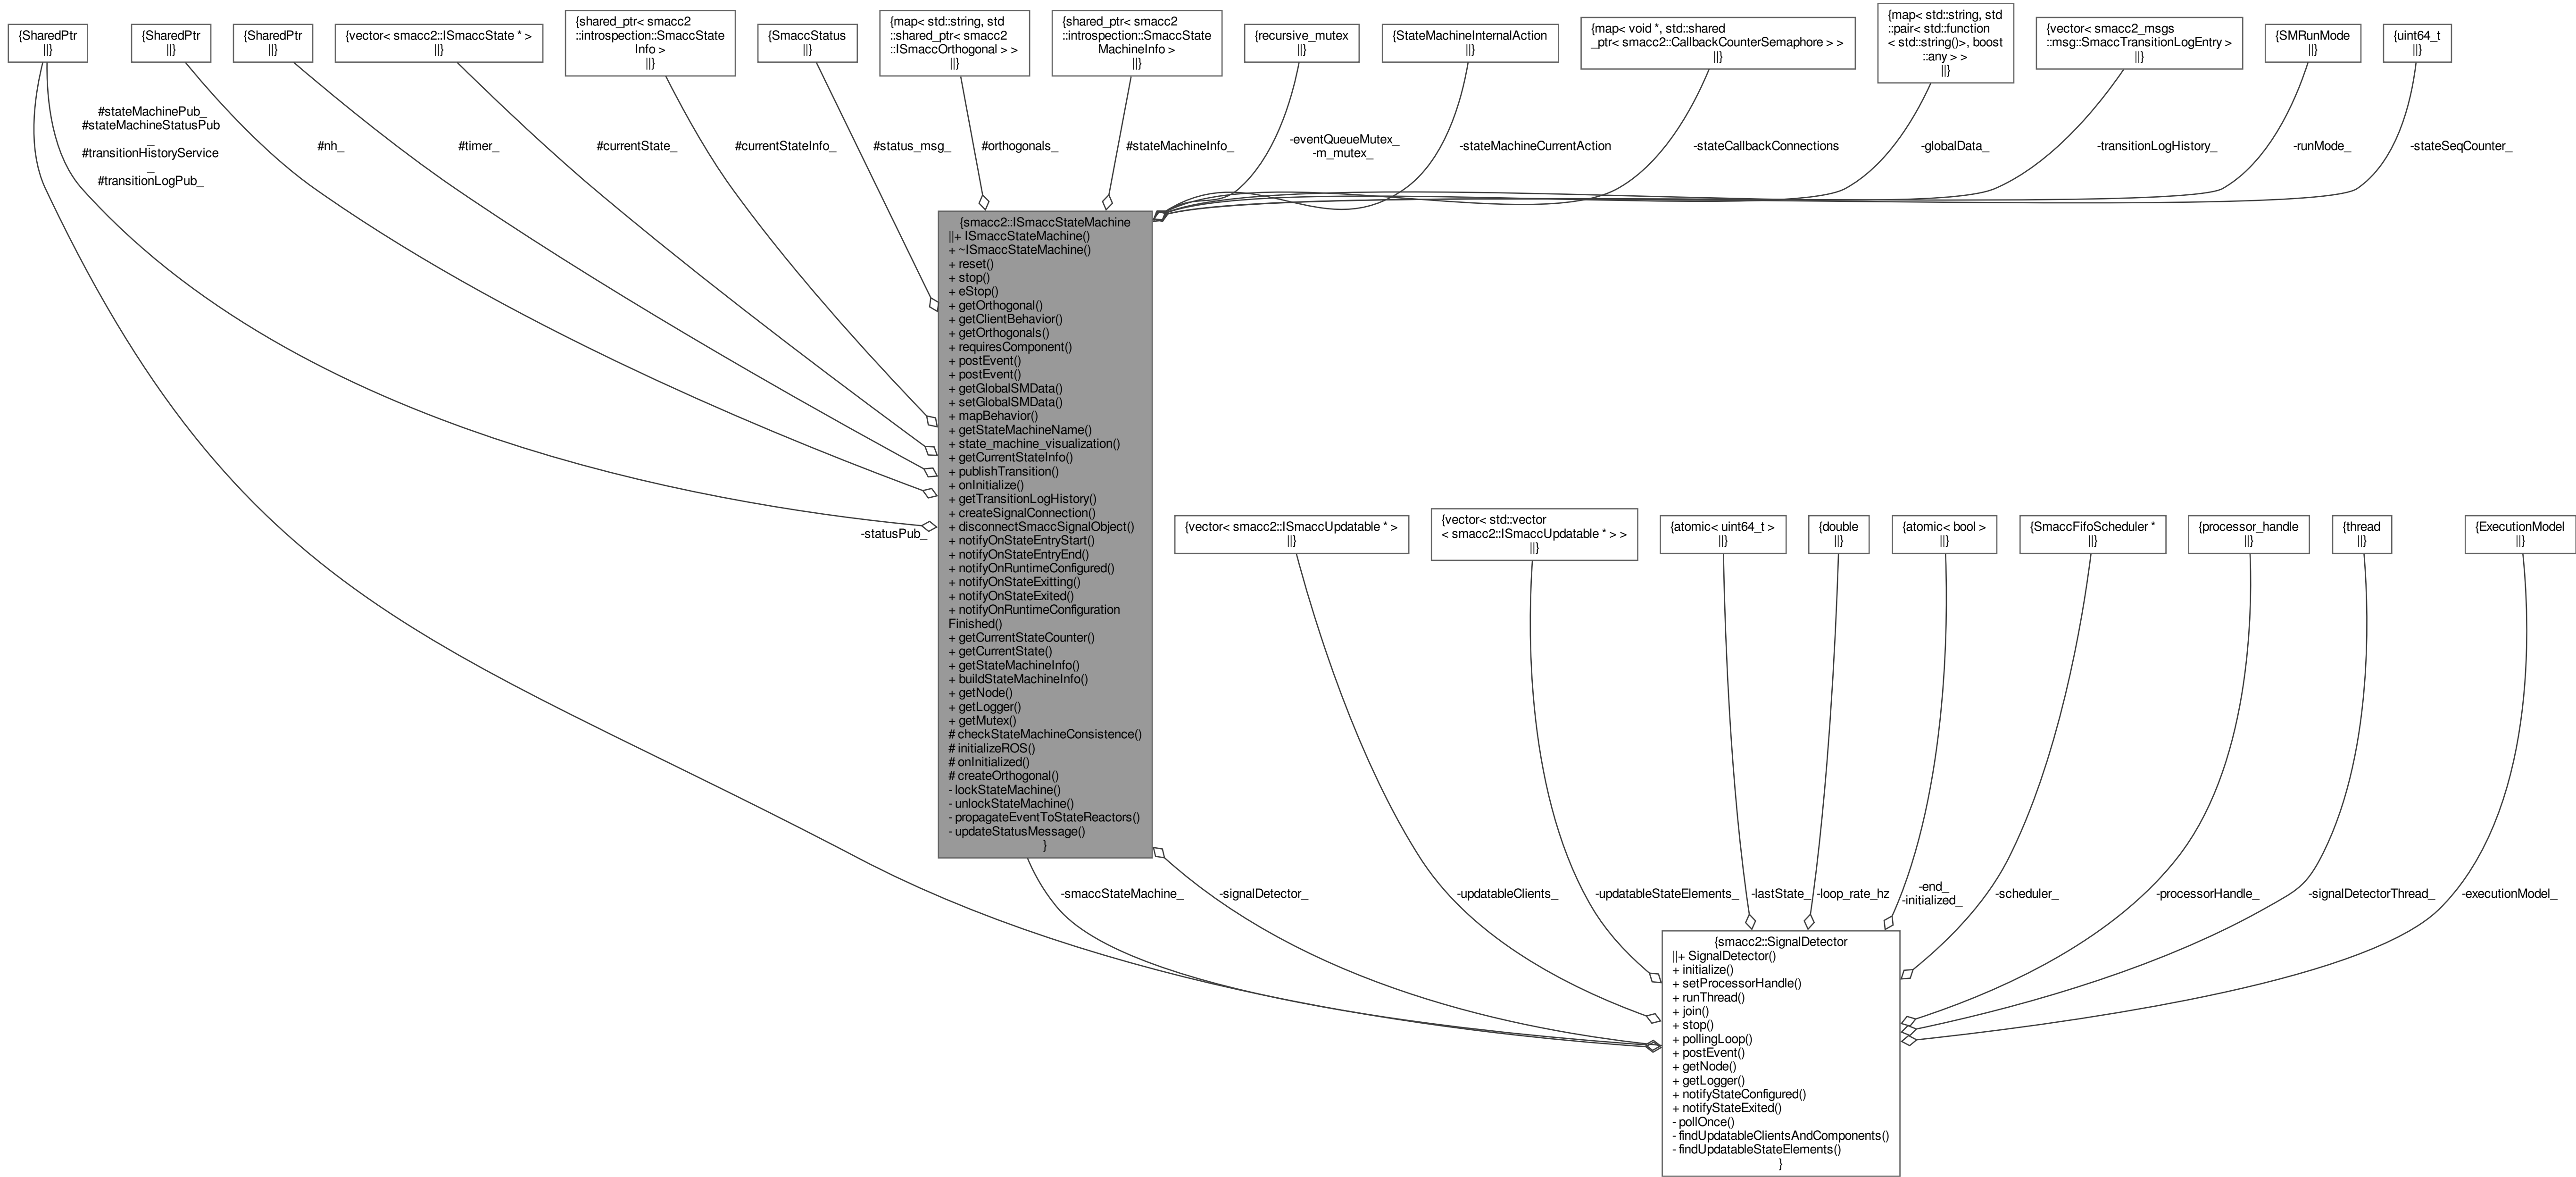 {SharedPtr
||}
{SharedPtr
||}
{SharedPtr
||}
{vector< smacc2::ISmaccState * >
||}
{shared_ptr< smacc2
::introspection::SmaccState
Info >
||}
{SmaccStatus
||}
{map< std::string, std
::shared_ptr< smacc2
::ISmaccOrthogonal > >
||}
{shared_ptr< smacc2
::introspection::SmaccState
MachineInfo >
||}
{recursive_mutex
||}
{StateMachineInternalAction
||}
{map< void *, std::shared
_ptr< smacc2::CallbackCounterSemaphore > >
||}
{map< std::string, std
::pair< std::function
< std::string()>, boost
::any > >
||}
{vector< smacc2_msgs
::msg::SmaccTransitionLogEntry >
||}
{SMRunMode
||}
{uint64_t
||}
#stateMachinePub_
#stateMachineStatusPub
_
#transitionHistoryService
_
#transitionLogPub_
#nh_
#timer_
#currentState_
#currentStateInfo_
#status_msg_
#orthogonals_
#stateMachineInfo_
-eventQueueMutex_
-m_mutex_
-stateMachineCurrentAction
-stateCallbackConnections
-globalData_
-transitionLogHistory_
-runMode_
-stateSeqCounter_
{smacc2::ISmaccStateMachine
||+ ISmaccStateMachine()
+ ~ISmaccStateMachine()
+ reset()
+ stop()
+ eStop()
+ getOrthogonal()
+ getClientBehavior()
+ getOrthogonals()
+ requiresComponent()
+ postEvent()
+ postEvent()
+ getGlobalSMData()
+ setGlobalSMData()
+ mapBehavior()
+ getStateMachineName()
+ state_machine_visualization()
+ getCurrentStateInfo()
+ publishTransition()
+ onInitialize()
+ getTransitionLogHistory()
+ createSignalConnection()
+ disconnectSmaccSignalObject()
+ notifyOnStateEntryStart()
+ notifyOnStateEntryEnd()
+ notifyOnRuntimeConfigured()
+ notifyOnStateExitting()
+ notifyOnStateExited()
+ notifyOnRuntimeConfiguration
Finished()
+ getCurrentStateCounter()
+ getCurrentState()
+ getStateMachineInfo()
+ buildStateMachineInfo()
+ getNode()
+ getLogger()
+ getMutex()
# checkStateMachineConsistence()
# initializeROS()
# onInitialized()
# createOrthogonal()
- lockStateMachine()
- unlockStateMachine()
- propagateEventToStateReactors()
- updateStatusMessage()
}
-statusPub_
{vector< smacc2::ISmaccUpdatable * >
||}
{vector< std::vector
< smacc2::ISmaccUpdatable * > >
||}
{atomic< uint64_t >
||}
{double
||}
{atomic< bool >
||}
{SmaccFifoScheduler *
||}
{processor_handle
||}
{thread
||}
{ExecutionModel
||}
-smaccStateMachine_
-signalDetector_
-updatableClients_
-updatableStateElements_
-lastState_
-loop_rate_hz
-end_
-initialized_
-scheduler_
-processorHandle_
-signalDetectorThread_
-executionModel_
{smacc2::SignalDetector
||+ SignalDetector()
+ initialize()
+ setProcessorHandle()
+ runThread()
+ join()
+ stop()
+ pollingLoop()
+ postEvent()
+ getNode()
+ getLogger()
+ notifyStateConfigured()
+ notifyStateExited()
- pollOnce()
- findUpdatableClientsAndComponents()
- findUpdatableStateElements()
}